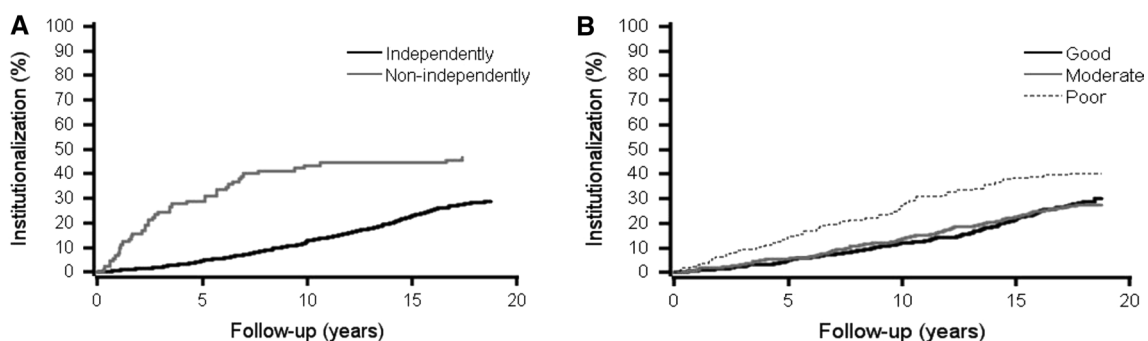 A
Institutionalization (%)
100
90
80
70
60
50
40
30
20
10
0
Independently
Non-independently
0 5 10 15 20
Follow-up (years)
B
Institutionalization (%)
100
90
80
70
60
50
40
30
20
10
0
Good
Moderate
Poor
0 5 10 15 20
Follow-up (years)